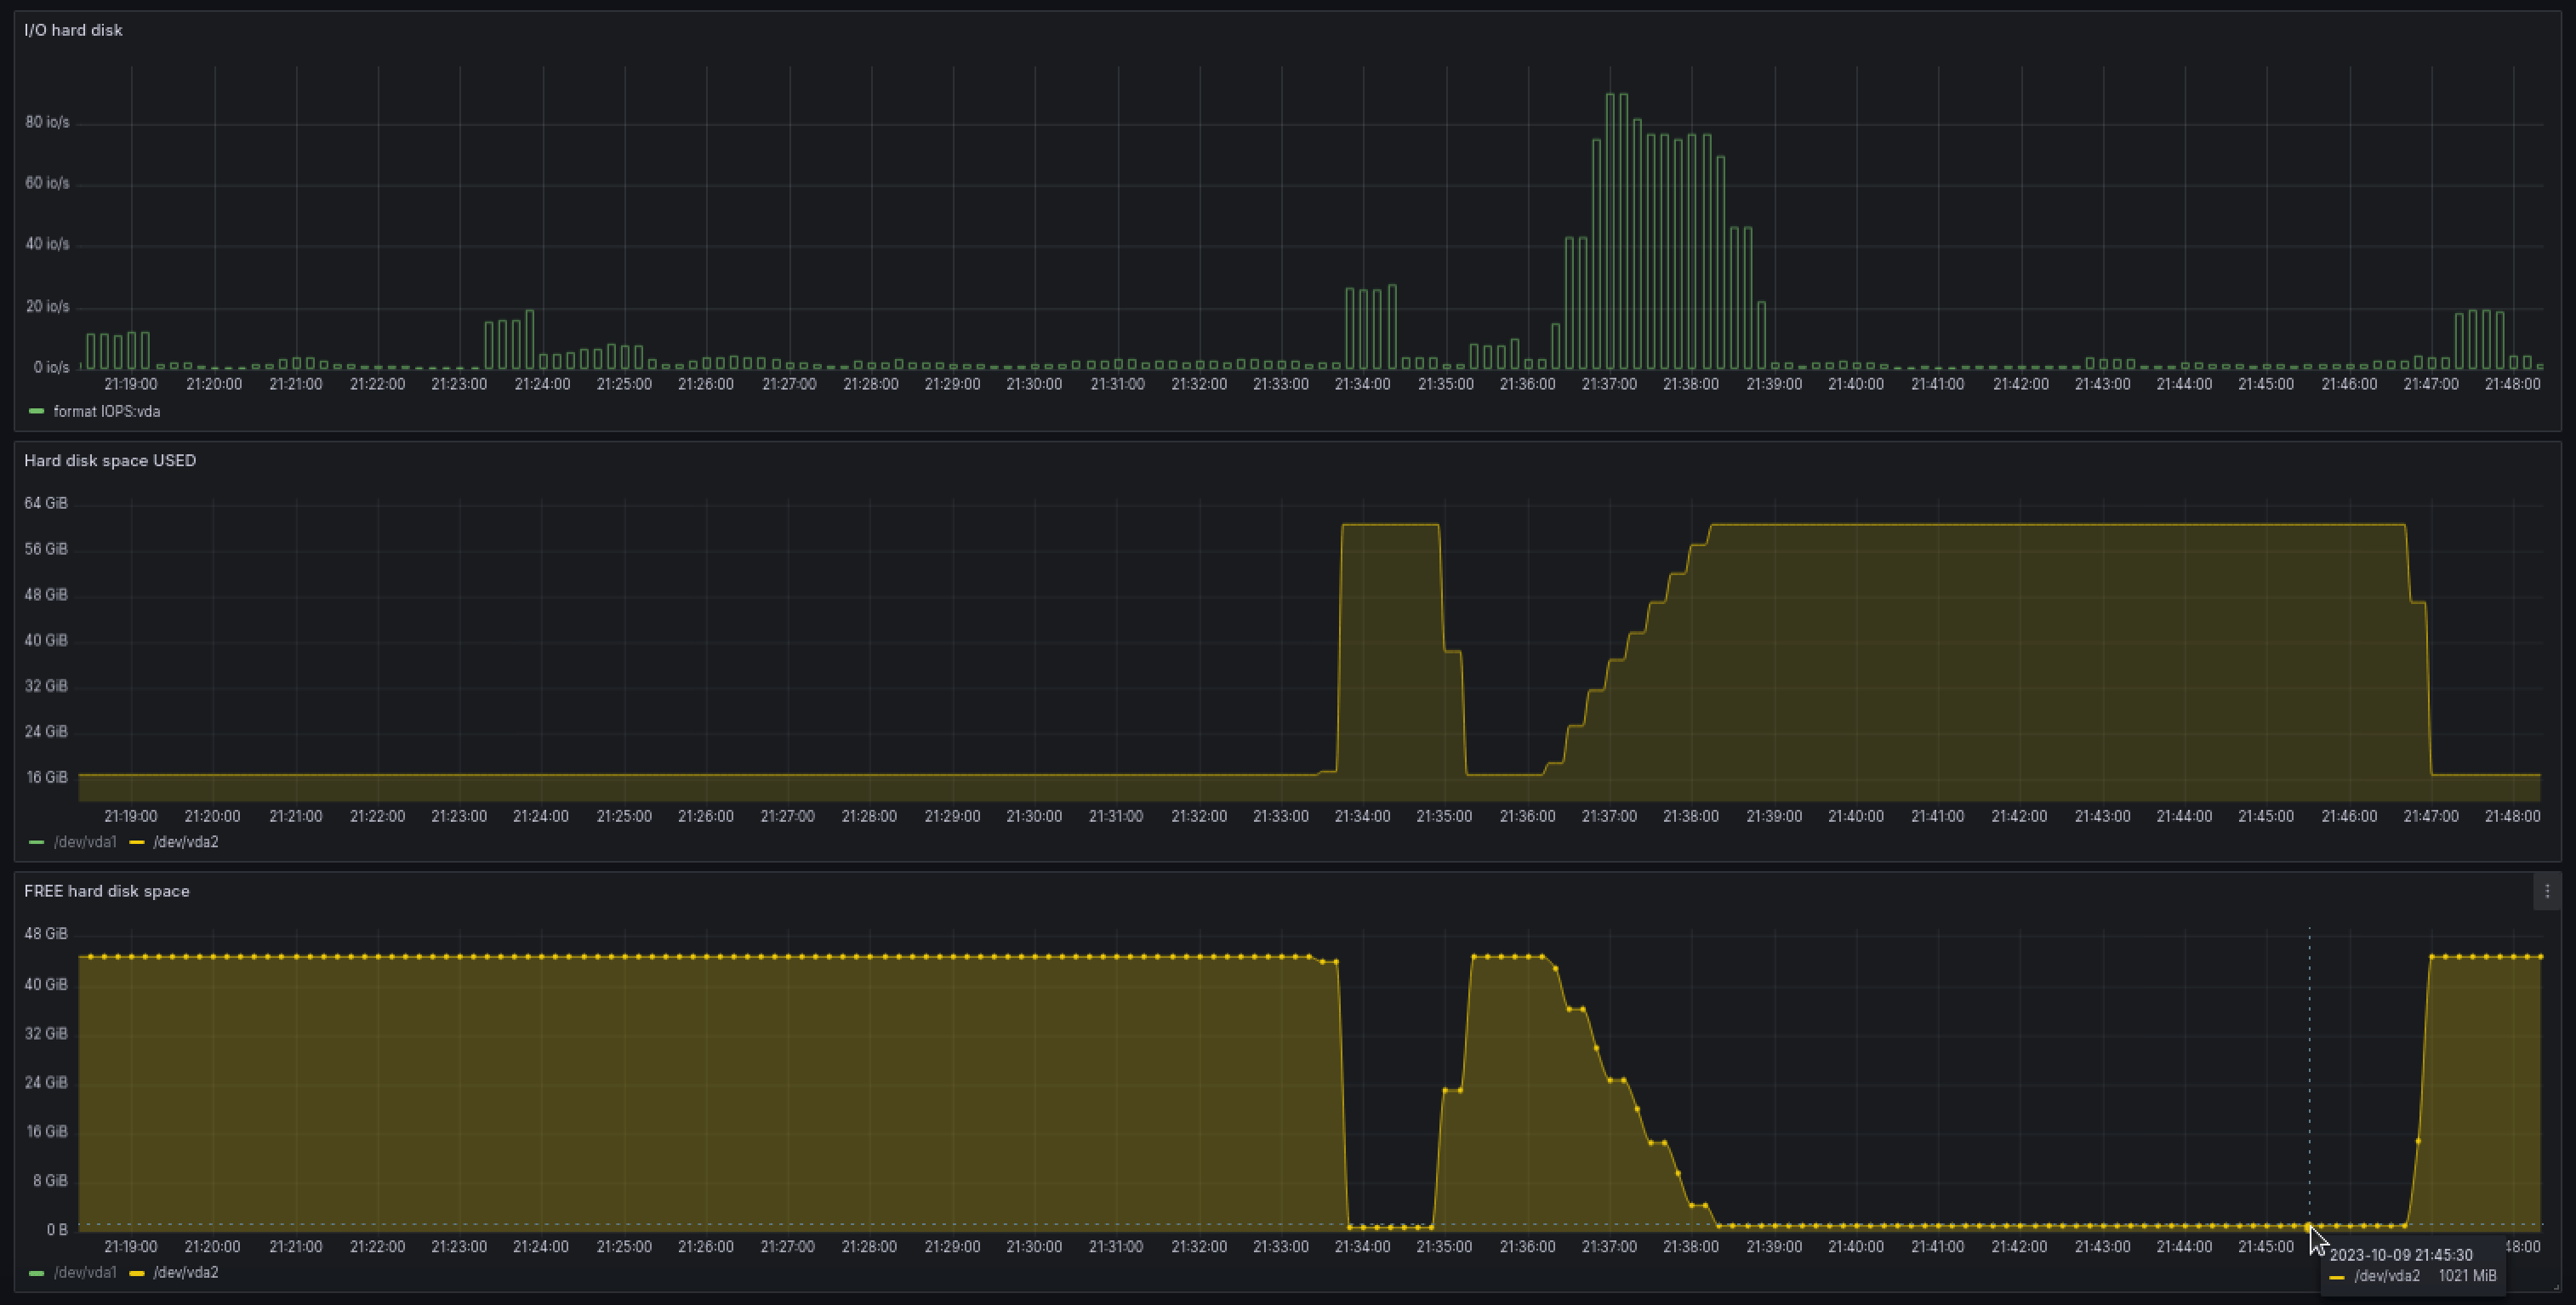 I/O hard disk
80 io/s
60 io/s
40 io/s
20 io/s
0 io/s
21:19:00 21:20:00 21:21:00 21:22:00 21:23:00 21:24:00 21:25:00 21:26:00 21:27:00 21:28:00 21:29:00 21:30:00 21:31:00 21:32:00 21:33:00 21:34:00 21:35:00 21:36:00 21:37:00 21:38:00 21:39:00 21:40:00 21:41:00 21:42:00 21:43:00 21:44:00 21:45:00 21:46:00 21:47:00 21:48:00
format IOPS:vda
Hard disk space USED
64 GiB
56 GiB
48 GiB
40 GiB
32 GiB
24 GiB
16 GiB
21:19:00 21:20:00 21:21:00 21:22:00 21:23:00 21:24:00 21:25:00 21:26:00 21:27:00 21:28:00 21:29:00 21:30:00 21:31:00 21:32:00 21:33:00 21:34:00 21:35:00 21:36:00 21:37:00 21:38:00 21:39:00 21:40:00 21:41:00 21:42:00 21:43:00 21:44:00 21:45:00 21:46:00 21:47:00 21:48:00
/dev/vda1 /dev/vda2
FREE hard disk space
48 GiB
40 GiB
32 GiB
24 GiB
16 GiB
8 GiB
0 B
21:19:00 21:20:00 21:21:00 21:22:00 21:23:00 21:24:00 21:25:00 21:26:00 21:27:00 21:28:00 21:29:00 21:30:00 21:31:00 21:32:00 21:33:00 21:34:00 21:35:00 21:36:00 21:37:00 21:38:00 21:39:00 21:40:00 21:41:00 21:42:00 21:43:00 21:44:00 21:45:00 48:00
2023-10-09 21:45:30
/dev/vda1 /dev/vda2
/dev/vda2 1021 MiB